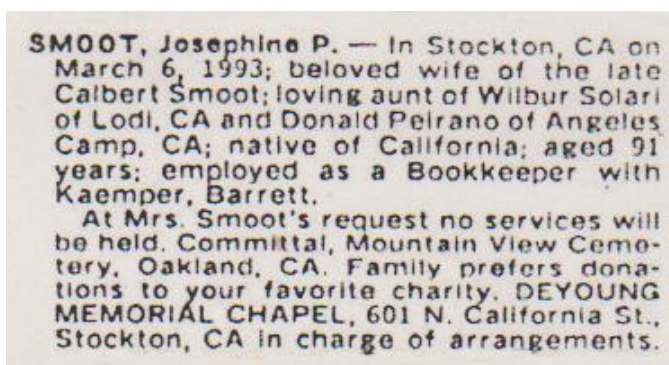 SMOOT, Josephine P. — In Stockton, CA on
March 6, 1993; beloved wife of the late
Calbert Smoot; loving aunt of Wilbur Solari
of Lodi, CA and Donald Peirano of Angeles
Camp, CA; native of California; aged 91
years; employed as a Bookkeeper with
Kaemper, Barrett.
At Mrs. Smoot's request no services will
be held. Committal, Mountain View Ceme-
tery, Oakland, CA. Family prefers dona-
tions to your favorite charity. DEYOUNG
MEMORIAL CHAPEL, 601 N. California St.,
Stockton, CA in charge of arrangements.